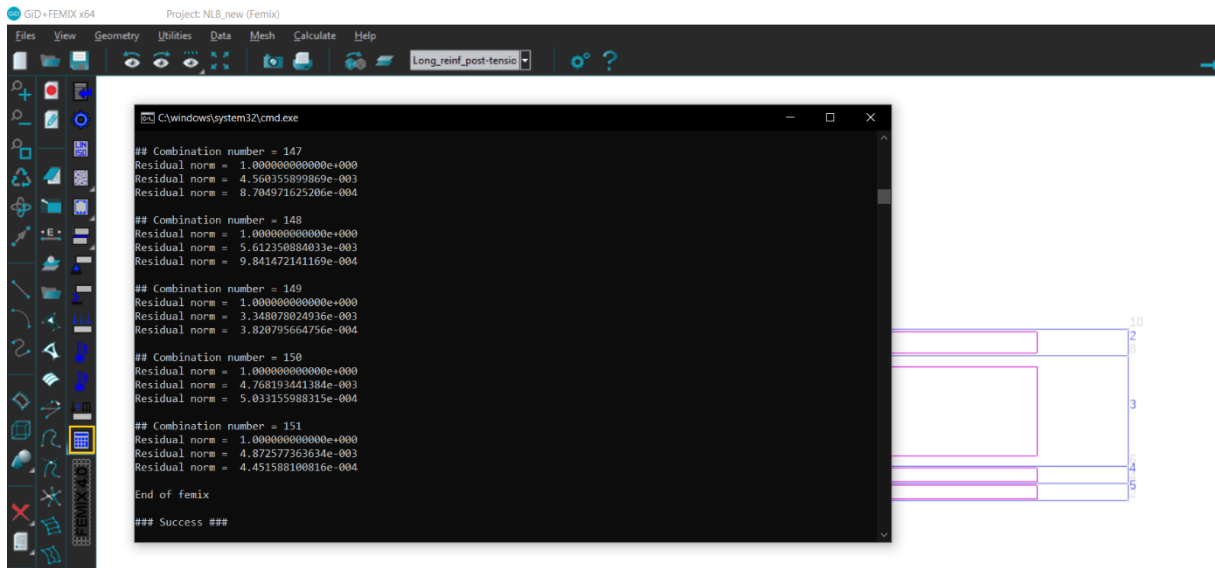 GiD+FEMIX x64 Project: NL8_new (Femix)
Files View Geometry Utilities Data Mesh Calculate Help
Long_reinf_post-tensio
C:\windows\system32\cmd.exe
## Combination number = 147
Residual norm = 1.000000000000e+000
Residual norm = 4.560355899869e-003
Residual norm = 8.704971625206e-004
## Combination number = 148
Residual norm = 1.000000000000e+000
Residual norm = 5.612350884033e-003
Residual norm = 9.841472141169e-004
## Combination number = 149
Residual norm = 1.000000000000e+000
Residual norm = 3.348078024936e-003
Residual norm = 3.820795664756e-004
## Combination number = 150
Residual norm = 1.000000000000e+000
Residual norm = 4.768193441384e-003
Residual norm = 5.033155988315e-004
## Combination number = 151
Residual norm = 1.000000000000e+000
Residual norm = 4.872577363634e-003
Residual norm = 4.451588100816e-004
End of femix
### Success ###
LIN
ISO
E
FEMIX 4.0
10
2
8
3
4
5